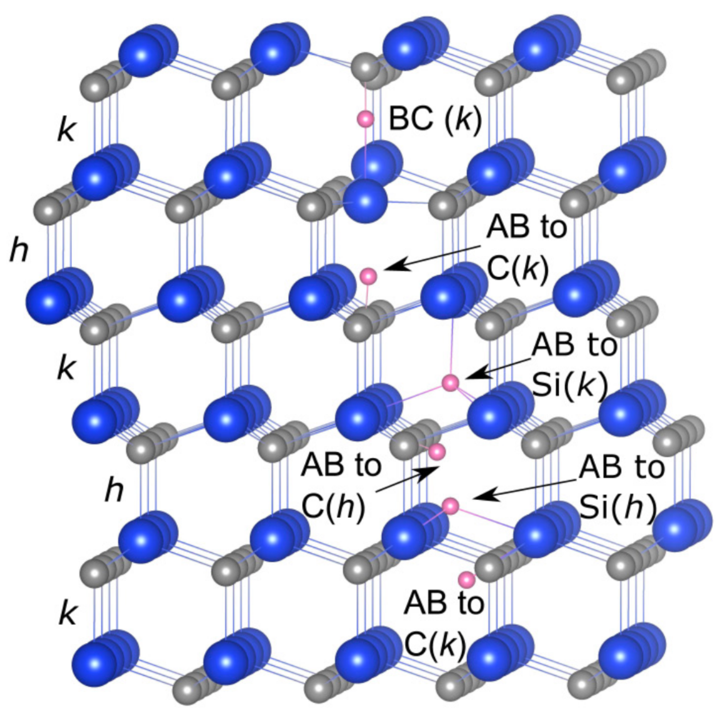 k
BC (k)
h
AB to
C(k)
k
AB to
Si(k)
h
AB to
C(h)
AB to
Si(h)
k
AB to
C(k)